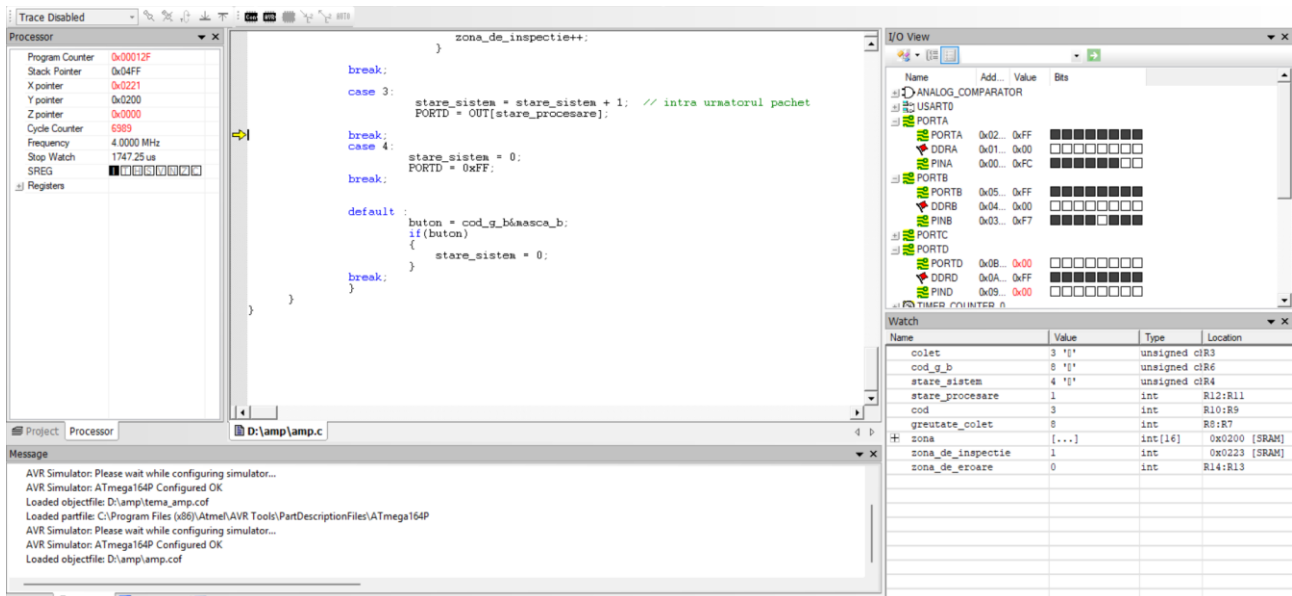 Trace Disabled
Processor
Program Counter 0x00012F
Stack Pointer 0x04FF
X pointer 0x0221
Y pointer 0x0200
Z pointer 0x0000
Cycle Counter 6989
Frequency 4.0000 MHz
Stop Watch 1747.25 us
SREG I T H S V N Z C
Registers
Project Processor
zona_de_inspectie++;
}
break;
case 3:
stare_sistem = stare_sistem + 1; // intra urmatorul pachet
PORTD = OUT[stare_procesare];
break;
case 4:
stare_sistem = 0;
PORTD = 0xFF;
break;
default :
buton = cod_g_b&masca_b;
if(buton)
{
stare_sistem = 0;
}
break;
}
}
}
D:\amp\amp.c
I/O View
Name Add... Value Bits
ANALOG_COMPARATOR
USART0
PORTA
PORTA 0x02... 0xFF
DDRA 0x01... 0x00
PINA 0x00... 0xFC
PORTB
PORTB 0x05... 0xFF
DDRB 0x04... 0x00
PINB 0x03... 0xF7
PORTC
PORTD
PORTD 0x0B... 0x00
DDRD 0x0A... 0xFF
PIND 0x09... 0x00
TIMER_COUNTER_0
Message
AVR Simulator: Please wait while configuring simulator...
AVR Simulator: ATmega164P Configured OK
Loaded objectfile: D:\amp\tema_amp.cof
Loaded partfile: C:\Program Files (x86)\Atmel\AVR Tools\PartDescriptionFiles\ATmega164P
AVR Simulator: Please wait while configuring simulator...
AVR Simulator: ATmega164P Configured OK
Loaded objectfile: D:\amp\amp.cof
Watch
Name Value Type Location
colet 3 '▯' unsigned cl R3
cod_g_b 8 '▯' unsigned cl R6
stare_sistem 4 '▯' unsigned cl R4
stare_procesare 1 int R12:R11
cod 3 int R10:R9
greutate_colet 8 int R8:R7
zona [...] int[16] 0x0200 [SRAM]
zona_de_inspectie 1 int 0x0223 [SRAM]
zona_de_eroare 0 int R14:R13